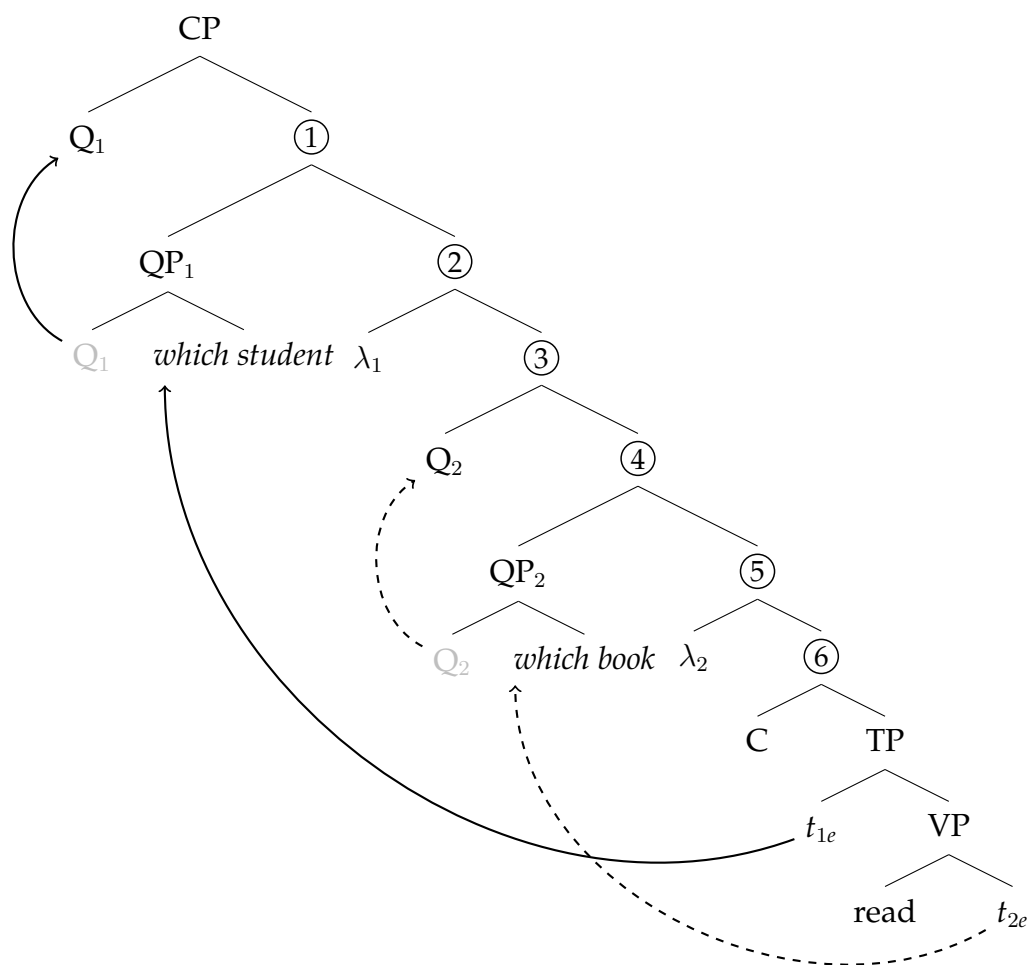 CP
Q₁ ①
QP₁ ②
Q₁ which student λ₁ ③
Q₂ ④
QP₂ ⑤
Q₂ which book λ₂ ⑥
C TP
t₁ₑ VP
read t₂ₑ